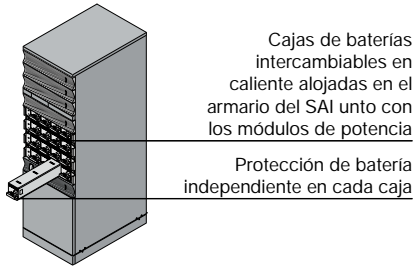 Cajas de baterías
intercambiables en
caliente alojadas en el
armario del SAI unto con
los módulos de potencia
Protección de batería
independiente en cada caja